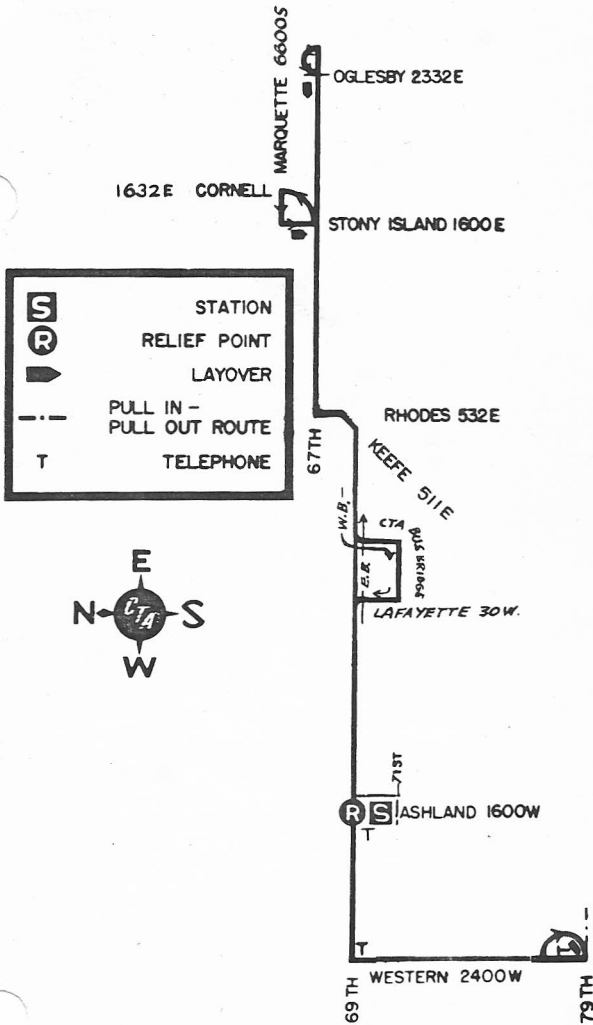 MARQUETTE 6600S
OGLESBY 2332E
1632E CORNELL
STONY ISLAND 1600E
S STATION
R RELIEF POINT
LAYOVER
PULL IN -
PULL OUT ROUTE
T TELEPHONE
67TH
RHODES 532E
KEEFE 511E
W.B.-
CTA BUS BRIDGE
E.B.
LAFAYETTE 30W.
E
N CTA S
W
71ST
R S ASHLAND 1600W
T
T
T
69TH
WESTERN 2400W
79TH